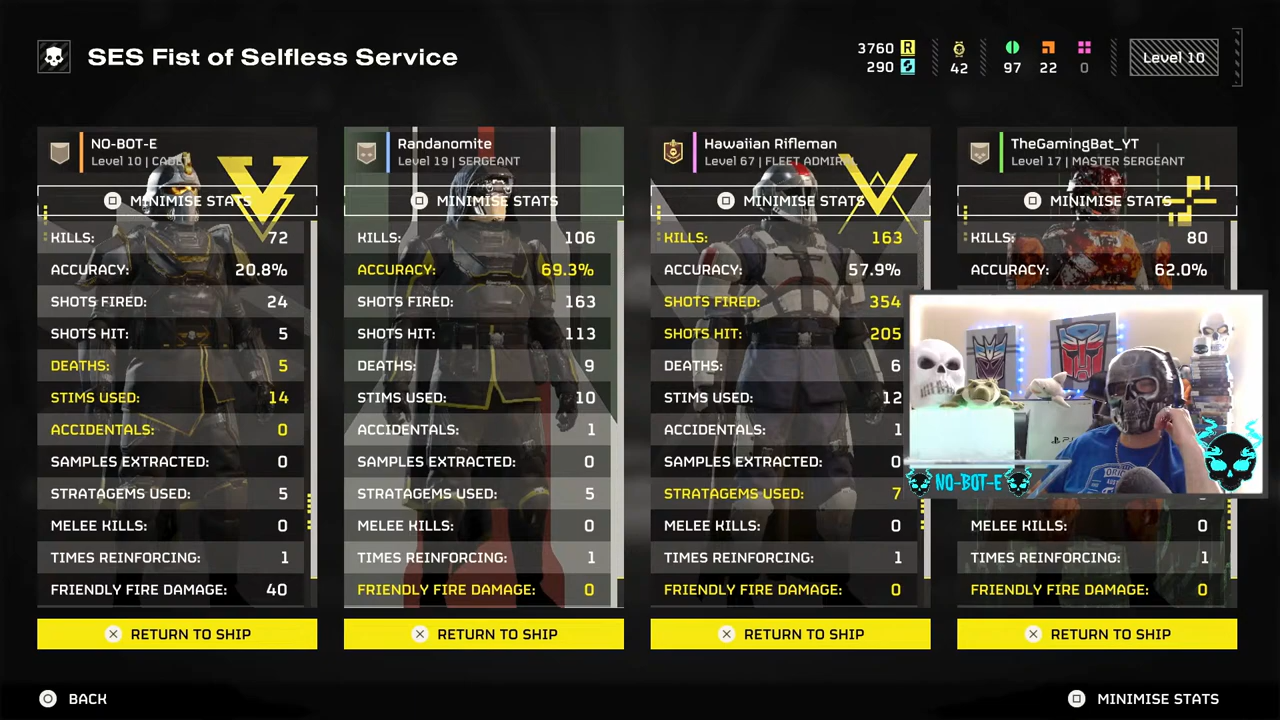 SES Fist of Selfless Service
3760 R
290
42
97
22
0
Level 10
NO-BOT-E
Level 10 | CADE
MINIMISE STATS
KILLS: 72
ACCURACY: 20.8%
SHOTS FIRED: 24
SHOTS HIT: 5
DEATHS: 5
STIMS USED: 14
ACCIDENTALS: 0
SAMPLES EXTRACTED: 0
STRATAGEMS USED: 5
MELEE KILLS: 0
TIMES REINFORCING: 1
FRIENDLY FIRE DAMAGE: 40
RETURN TO SHIP
Randanomite
Level 19 | SERGEANT
MINIMISE STATS
KILLS: 106
ACCURACY: 69.3%
SHOTS FIRED: 163
SHOTS HIT: 113
DEATHS: 9
STIMS USED: 10
ACCIDENTALS: 1
SAMPLES EXTRACTED: 0
STRATAGEMS USED: 5
MELEE KILLS: 0
TIMES REINFORCING: 1
FRIENDLY FIRE DAMAGE: 0
RETURN TO SHIP
Hawaiian Rifleman
Level 67 | FLEET ADMIRAL
MINIMISE STATS
KILLS: 163
ACCURACY: 57.9%
SHOTS FIRED: 354
SHOTS HIT: 205
DEATHS: 6
STIMS USED: 12
ACCIDENTALS: 1
SAMPLES EXTRACTED: 0
STRATAGEMS USED: 7
MELEE KILLS: 0
TIMES REINFORCING: 1
FRIENDLY FIRE DAMAGE: 0
RETURN TO SHIP
TheGamingBat_YT
Level 17 | MASTER SERGEANT
MINIMISE STATS
KILLS: 80
ACCURACY: 62.0%
NO-BOT-E
MELEE KILLS: 0
TIMES REINFORCING: 1
FRIENDLY FIRE DAMAGE: 0
RETURN TO SHIP
BACK
MINIMISE STATS